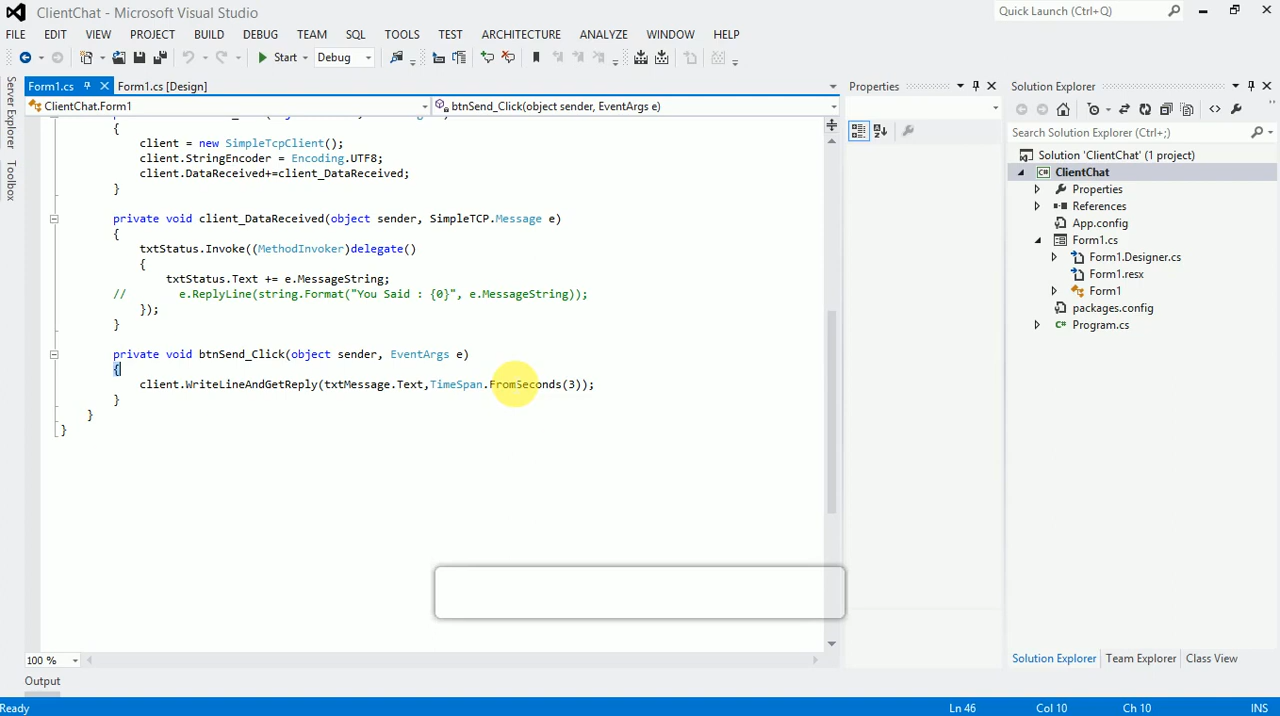 ClientChat - Microsoft Visual Studio
Quick Launch (Ctrl+Q)
FILE EDIT VIEW PROJECT BUILD DEBUG TEAM SQL TOOLS TEST ARCHITECTURE ANALYZE WINDOW HELP
Start Debug
Server Explorer
Toolbox
Form1.cs Form1.cs [Design]
ClientChat.Form1 btnSend_Click(object sender, EventArgs e)
{
client = new SimpleTcpClient();
client.StringEncoder = Encoding.UTF8;
client.DataReceived+=client_DataReceived;
}
private void client_DataReceived(object sender, SimpleTCP.Message e)
{
txtStatus.Invoke((MethodInvoker)delegate()
{
txtStatus.Text += e.MessageString;
// e.ReplyLine(string.Format("You Said : {0}", e.MessageString));
});
}
private void btnSend_Click(object sender, EventArgs e)
{
client.WriteLineAndGetReply(txtMessage.Text,TimeSpan.FromSeconds(3));
}
}
}
100 %
Output
Properties
Solution Explorer
Search Solution Explorer (Ctrl+;)
Solution 'ClientChat' (1 project)
C# ClientChat
Properties
References
App.config
Form1.cs
Form1.Designer.cs
Form1.resx
Form1
packages.config
Program.cs
Solution Explorer Team Explorer Class View
Ready Ln 46 Col 10 Ch 10 INS